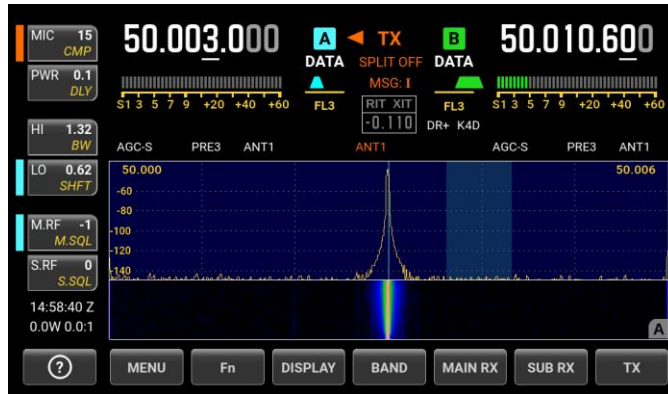 MIC 15
CMP
PWR 0.1
DLY
HI 1.32
BW
LO 0.62
SHFT
M.RF -1
M.SQL
S.RF 0
S.SQL
14:58:40 Z
0.0W 0.0:1
50.003.000
A TX B
50.010.600
DATA SPLIT OFF DATA
MSG: I
S1 3 5 7 9 +20 +40 +60
FL3
RIT XIT
-0.110
FL3
DR+ K4D
S1 3 5 7 9 +20 +40 +60
AGC-S PRE3 ANT1 ANT1 AGC-S PRE3 ANT1
50.000 50.006
-60
-80
-100
-120
-140
A
? MENU Fn DISPLAY BAND MAIN RX SUB RX TX